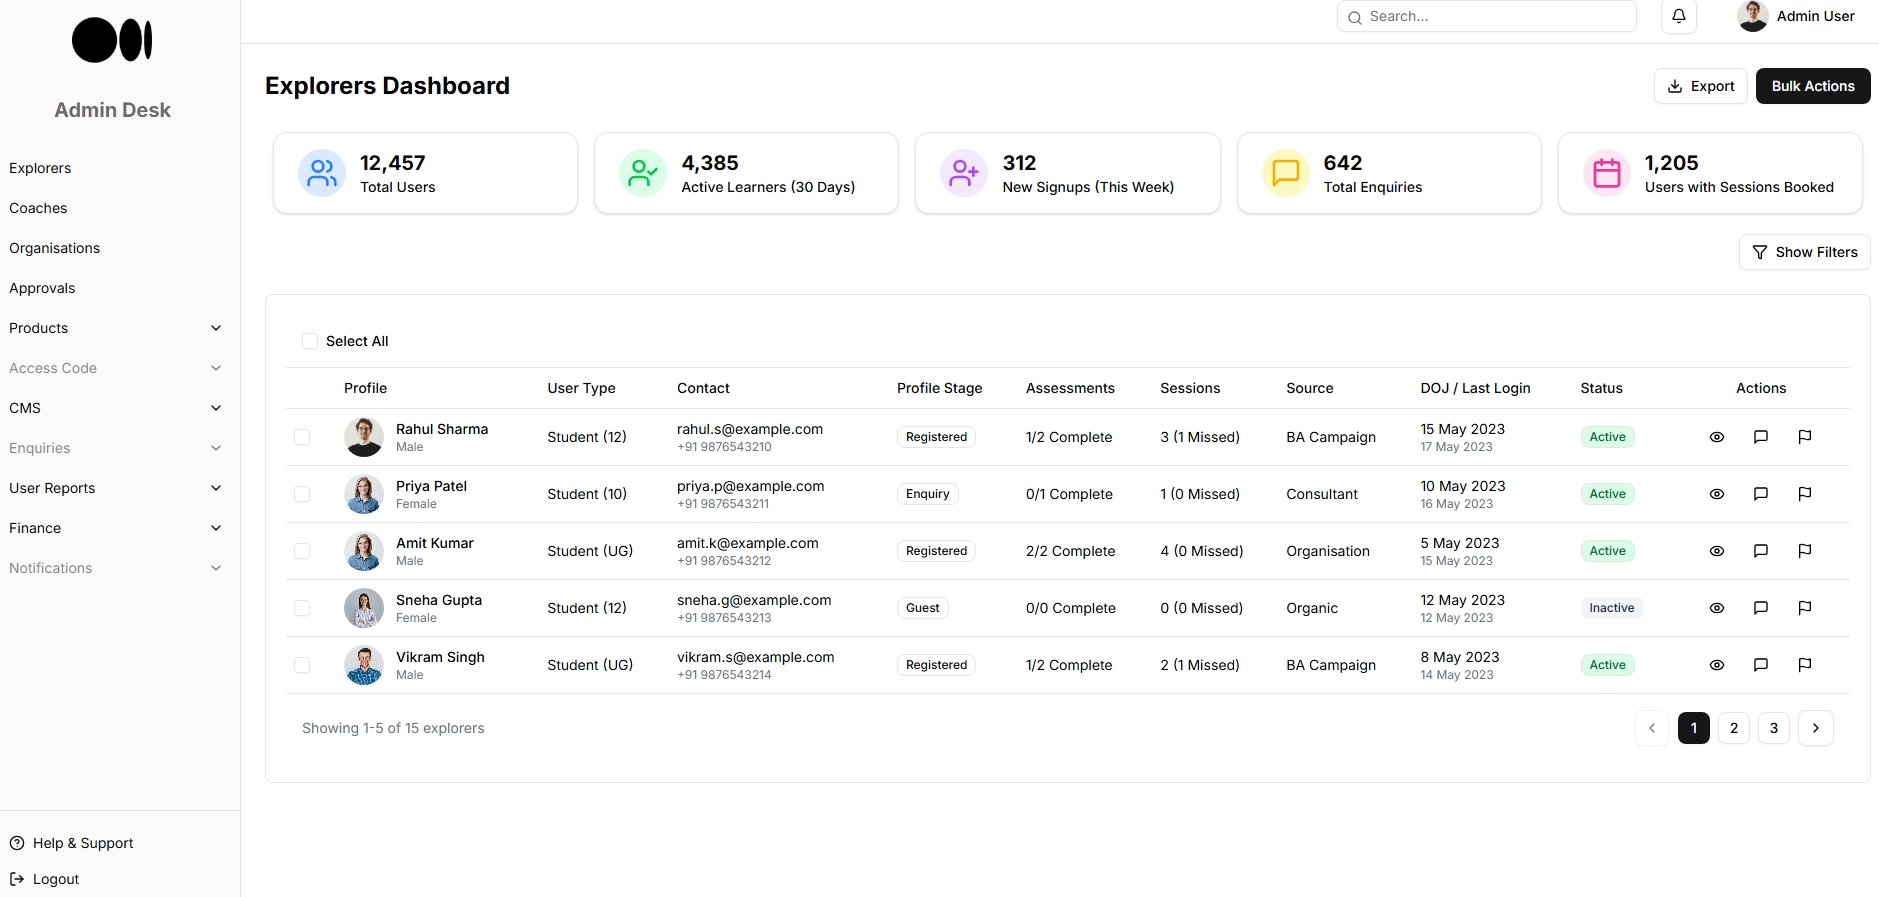 Admin Desk
Explorers
Coaches
Organisations
Approvals
Products
Access Code
CMS
Enquiries
User Reports
Finance
Notifications
Help & Support
Logout
Search...
Admin User
Explorers Dashboard
Export
Bulk Actions
12,457
Total Users
4,385
Active Learners (30 Days)
312
New Signups (This Week)
642
Total Enquiries
1,205
Users with Sessions Booked
Show Filters
Select All
Profile User Type Contact Profile Stage Assessments Sessions Source DOJ / Last Login Status Actions
Rahul Sharma
Male
Student (12)
rahul.s@example.com
+91 9876543210
Registered
1/2 Complete
3 (1 Missed)
BA Campaign
15 May 2023
17 May 2023
Active
Priya Patel
Female
Student (10)
priya.p@example.com
+91 9876543211
Enquiry
0/1 Complete
1 (0 Missed)
Consultant
10 May 2023
16 May 2023
Active
Amit Kumar
Male
Student (UG)
amit.k@example.com
+91 9876543212
Registered
2/2 Complete
4 (0 Missed)
Organisation
5 May 2023
15 May 2023
Active
Sneha Gupta
Female
Student (12)
sneha.g@example.com
+91 9876543213
Guest
0/0 Complete
0 (0 Missed)
Organic
12 May 2023
12 May 2023
Inactive
Vikram Singh
Male
Student (UG)
vikram.s@example.com
+91 9876543214
Registered
1/2 Complete
2 (1 Missed)
BA Campaign
8 May 2023
14 May 2023
Active
Showing 1-5 of 15 explorers
1 2 3